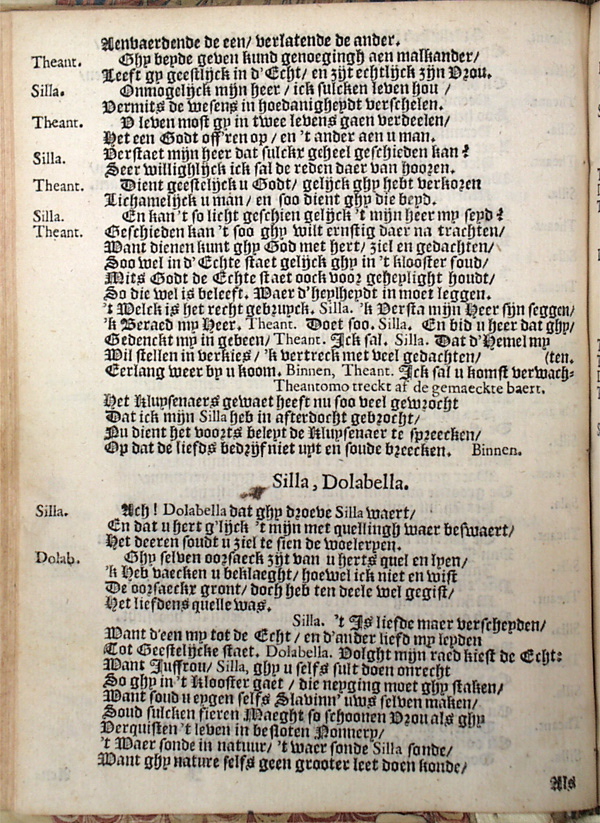 Aenvaerdende de een/ verlatende de ander.
Theant. Ghy beyde geven kund genoegingh aen malkander/
Leeft gy geestlijck in d'Echt/ en zijt echtlijck zijn Vrou.
Silla. Onmogelijck mijn heer/ ick sulcken leven hou/
Vermits de wesens in hoedanigheydt verschelen.
Theant. U leven most gy in twee levens gaen verdeelen/
Het een Godt off'ren op/ en 't ander aen u man.
Silla. Verstaet mijn heer dat sulckx geheel geschieden kan?
Seer willighlijck ick sal de reden daer van hooren.
Theant. Dient geestelijck u Godt/ gelijck ghy hebt verkoren
Lichamelijck u man/ en soo dient ghy die beyd.
Silla. En kan 't so licht geschien gelijck 't mijn heer my seyd?
Theant. Geschieden kan 't soo ghy wilt ernstig daer na trachten/
Want dienen kunt ghy God met hert/ ziel en gedachten/
Soo wel in d'Echte staet gelijck ghy in 't klooster soud/
Mits Godt de Echte staet oock voor geheylight houdt/
So die wel is beleeft. Waer d'heylheydt in moet leggen.
't Welck is het recht gebruyck. Silla. 'k Versta mijn Heer sijn seggen/
'k Beraed my Heer. Theant. Doet soo. Silla. En bid u heer dat ghy/
Gedenckt my in gebeen/ Theant. Ick sal. Silla. Dat d'Hemel my
Wil stellen in verkies/ 'k vertreck met veel gedachten/ (ten.
Eerlang weer by u koom. Binnen, Theant. Ick sal u komst verwach-
Theantomo treckt af de gemaeckte baert.
Het Kluysenaers gewaet heeft nu soo veel gewrocht
Dat ick mijn Silla heb in afterdocht gebrocht/
Nu dient het voorts beleyt de Kluysenaer te spreecken/
Op dat de liefds bedrijf niet uyt en soude breecken. Binnen.
Silla, Dolabella.
Silla. Ach! Dolabella dat ghy droeve Silla waert/
En dat u hert g'lijck 't mijn met quellingh waer beswaert/
Het deeren soudt u ziel te sien de woeleryen.
Dolab. Ghy selven oorsaeck zijt van u herts quel en lyen/
'k Heb vaecken u beklaeght/ hoewel ick niet en wist
De oorsaeckx gront/ doch heb ten deele wel gegist/
Het liefdens quelle was.
Silla. 't Is liefde maer verscheyden/
Want d'een my tot de Echt/ en d'ander liefd my leyden
Tot Geestelijcke staet. Dolabella. Volght mijn raed kiest de Echt:
Want Juffrou/ Silla, ghy u selfs sult doen onrecht
So ghy in 't Klooster gaet/ die neyging moet ghy staken/
Want soud u eygen selfs Slavinn' uws selven maken/
Soud sulcken fieren Maeght so schoonen Vrou als ghy
Verquisten 't leven in besloten Nonnery/
't Waer sonde in natuur/ 't waer sonde Silla sonde/
Want ghy nature selfs geen grooter leet doen konde/
Als